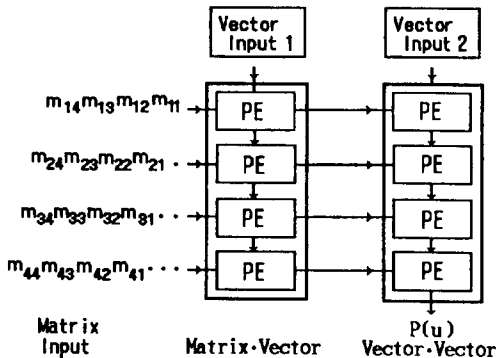 Vector Input 1
Vector Input 2
m14m13m12m11 PE PE
m24m23m22m21 · PE PE
m34m33m32m31 · · PE PE
m44m43m42m41 · · · PE PE
P(u)
Matrix Input
Matrix·Vector
Vector·Vector